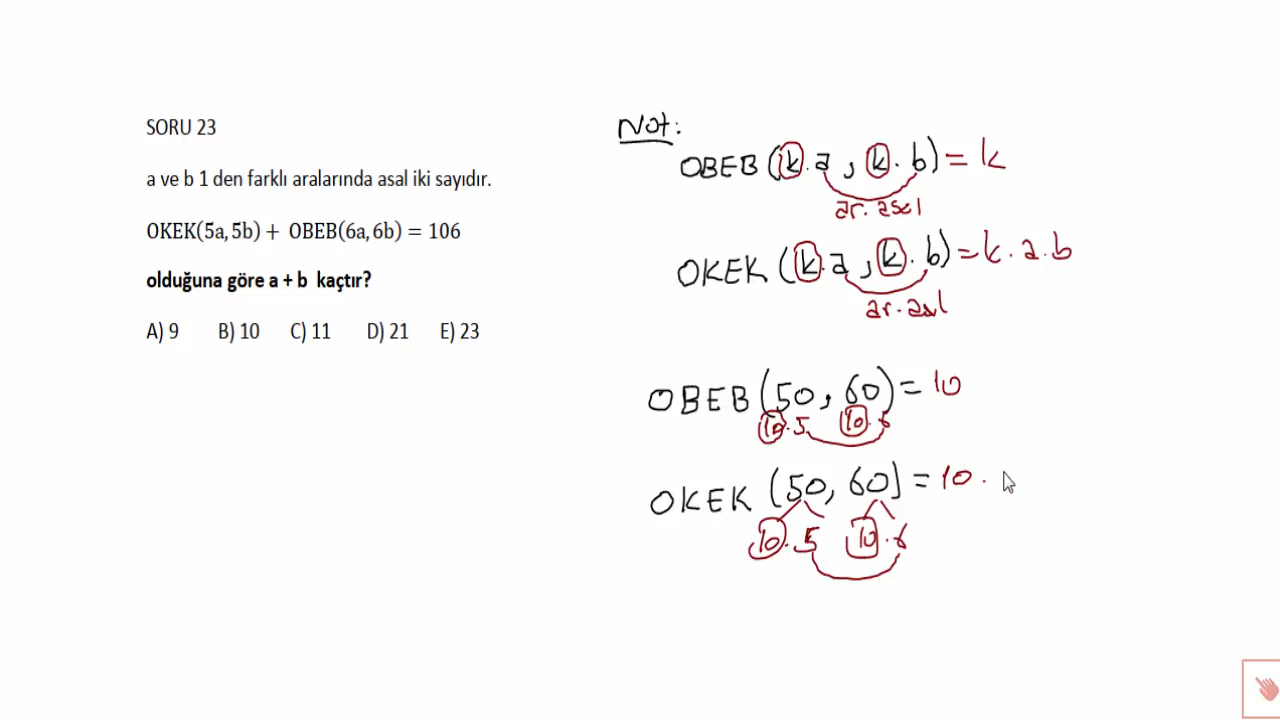 SORU 23
a ve b 1 den farklı aralarında asal iki sayıdır.
OKEK(5a, 5b) + OBEB(6a, 6b) = 106
olduğuna göre a + b kaçtır?
A) 9 B) 10 C) 11 D) 21 E) 23
Not:
OBEB (k.a, k.b) = k
ar. asal
OKEK (k.a, k.b) = k.a.b
ar. asal
OBEB (50, 60) = 10
10.5 10.6
OKEK (50, 60) = 10.
10.5 10.6